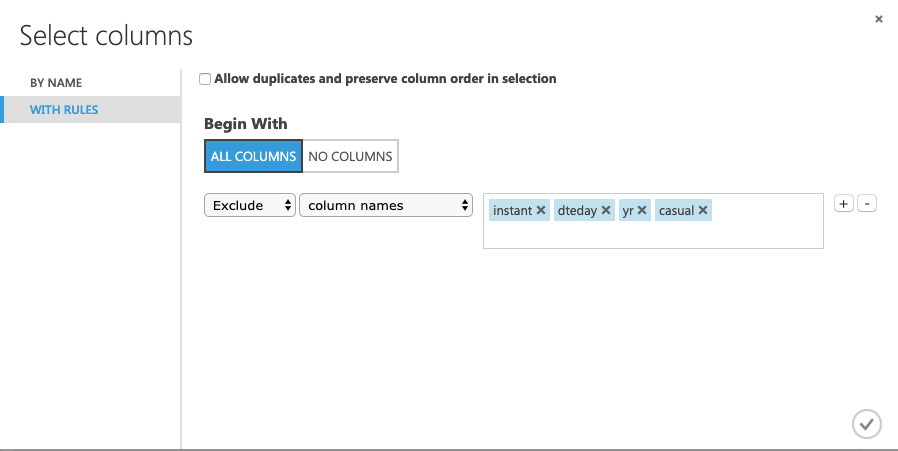 Select columns
BY NAME
WITH RULES
Allow duplicates and preserve column order in selection
Begin With
ALL COLUMNS NO COLUMNS
Exclude column names instant dteday yr casual + -